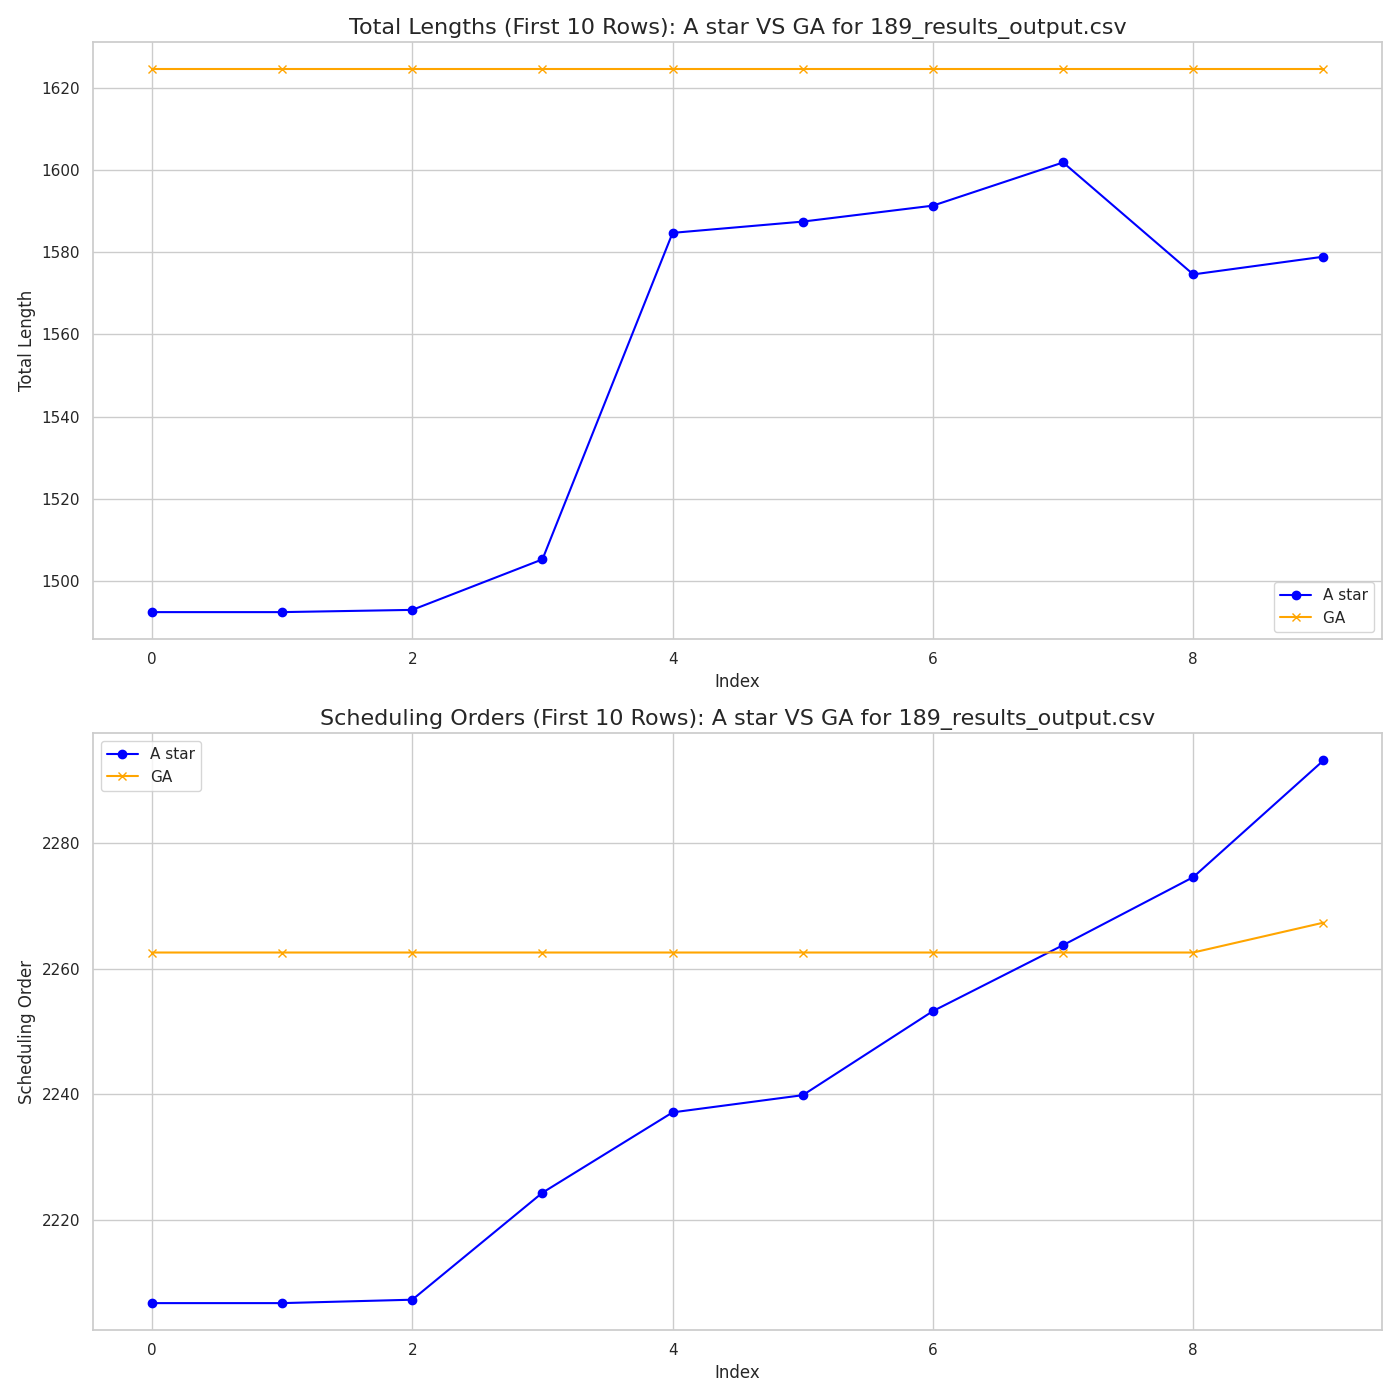 Total Lengths (First 10 Rows): A star VS GA for 189_results_output.csv
1620
1600
1580
1560
1540
1520
1500
Total Length
A star
GA
0 2 4 6 8
Index
Scheduling Orders (First 10 Rows): A star VS GA for 189_results_output.csv
A star
GA
2280
2260
2240
2220
Scheduling Order
0 2 4 6 8
Index